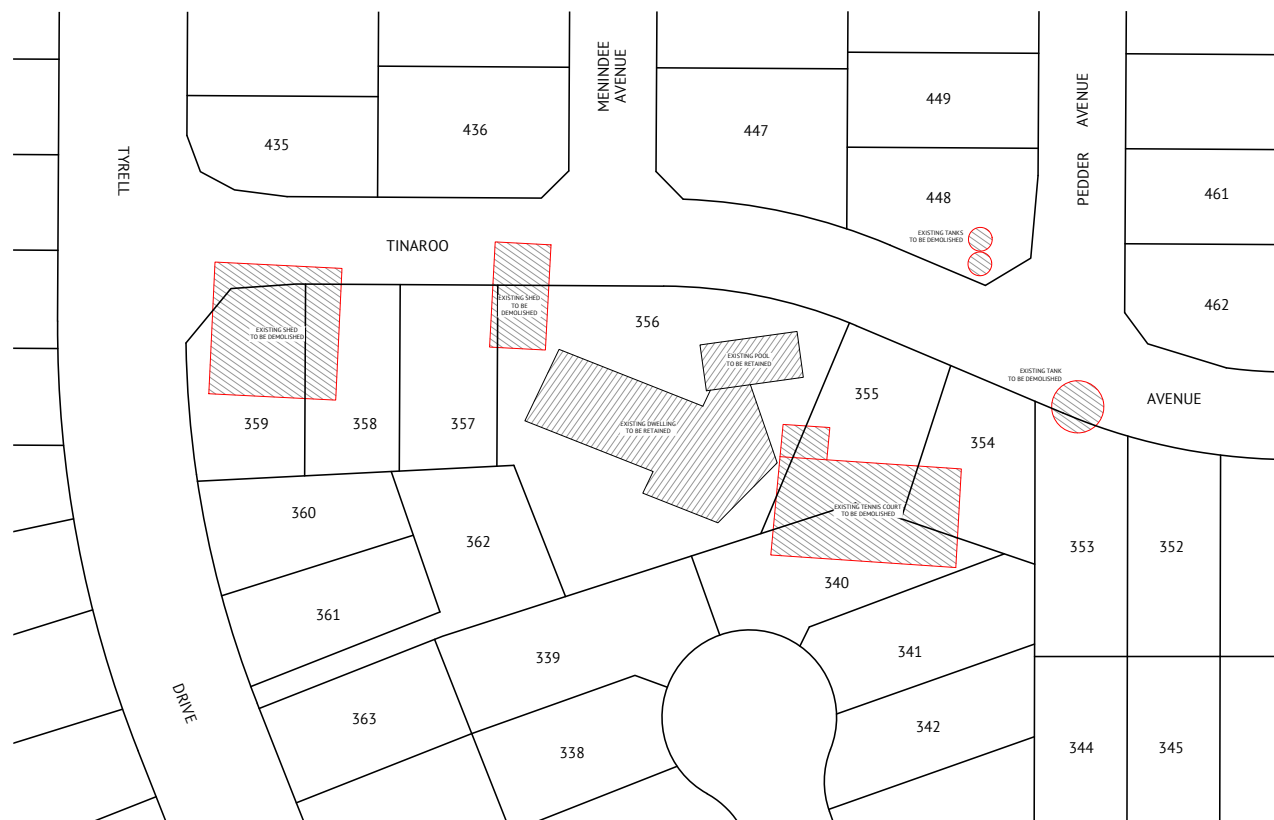 MENINDEE
AVENUE
AVENUE
PEDDER
449
436
447
435
TYRELL
461
448
EXISTING TANKS
TO BE DEMOLISHED
TINAROO
462
EXISTING SHED
TO BE
DEMOLISHED
356
EXISTING SHED
TO BE DEMOLISHED
EXISTING POOL
TO BE RETAINED
EXISTING TANK
TO BE DEMOLISHED
355
AVENUE
359
358
357
EXISTING DWELLING
TO BE RETAINED
354
360
EXISTING TENNIS COURT
TO BE DEMOLISHED
362
353
352
340
361
339
341
DRIVE
363
342
338
344
345